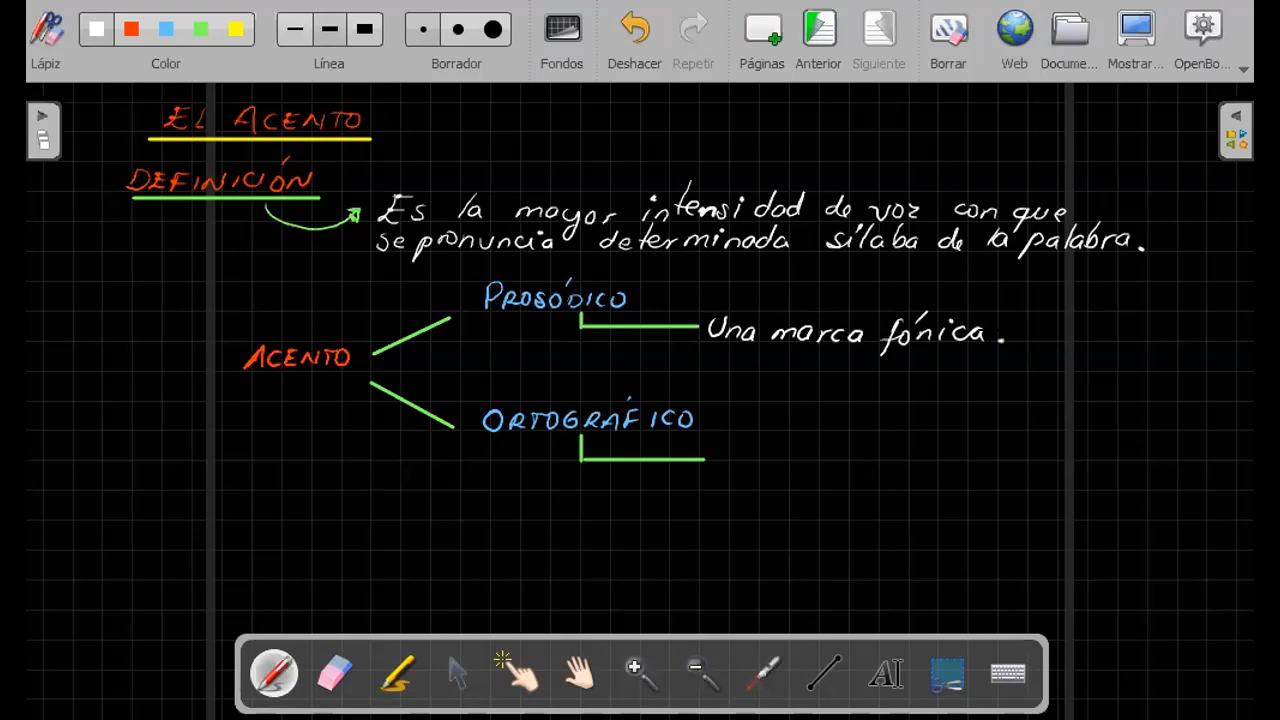 Lápiz
Color
Línea
Borrador
Fondos
Deshacer
Repetir
Páginas
Anterior
Siguiente
Borrar
Web
Docume...
Mostrar...
OpenBo...
EL ACENTO
DEFINICIÓN
Es la mayor intensidad de voz con que
se pronuncia determinada sílaba de la palabra.
PROSÓDICO
Una marca fónica.
ACENTO
ORTOGRÁFICO
AI